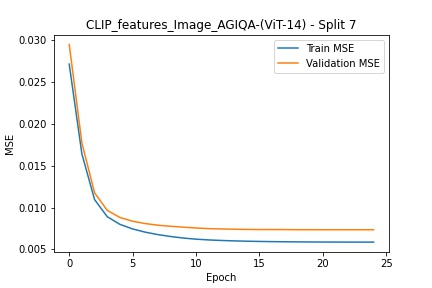 CLIP_features_Image_AGIQA-(ViT-14) - Split 7
Train MSE
Validation MSE
MSE
0.030
0.025
0.020
0.015
0.010
0.005
0 5 10 15 20 25
Epoch